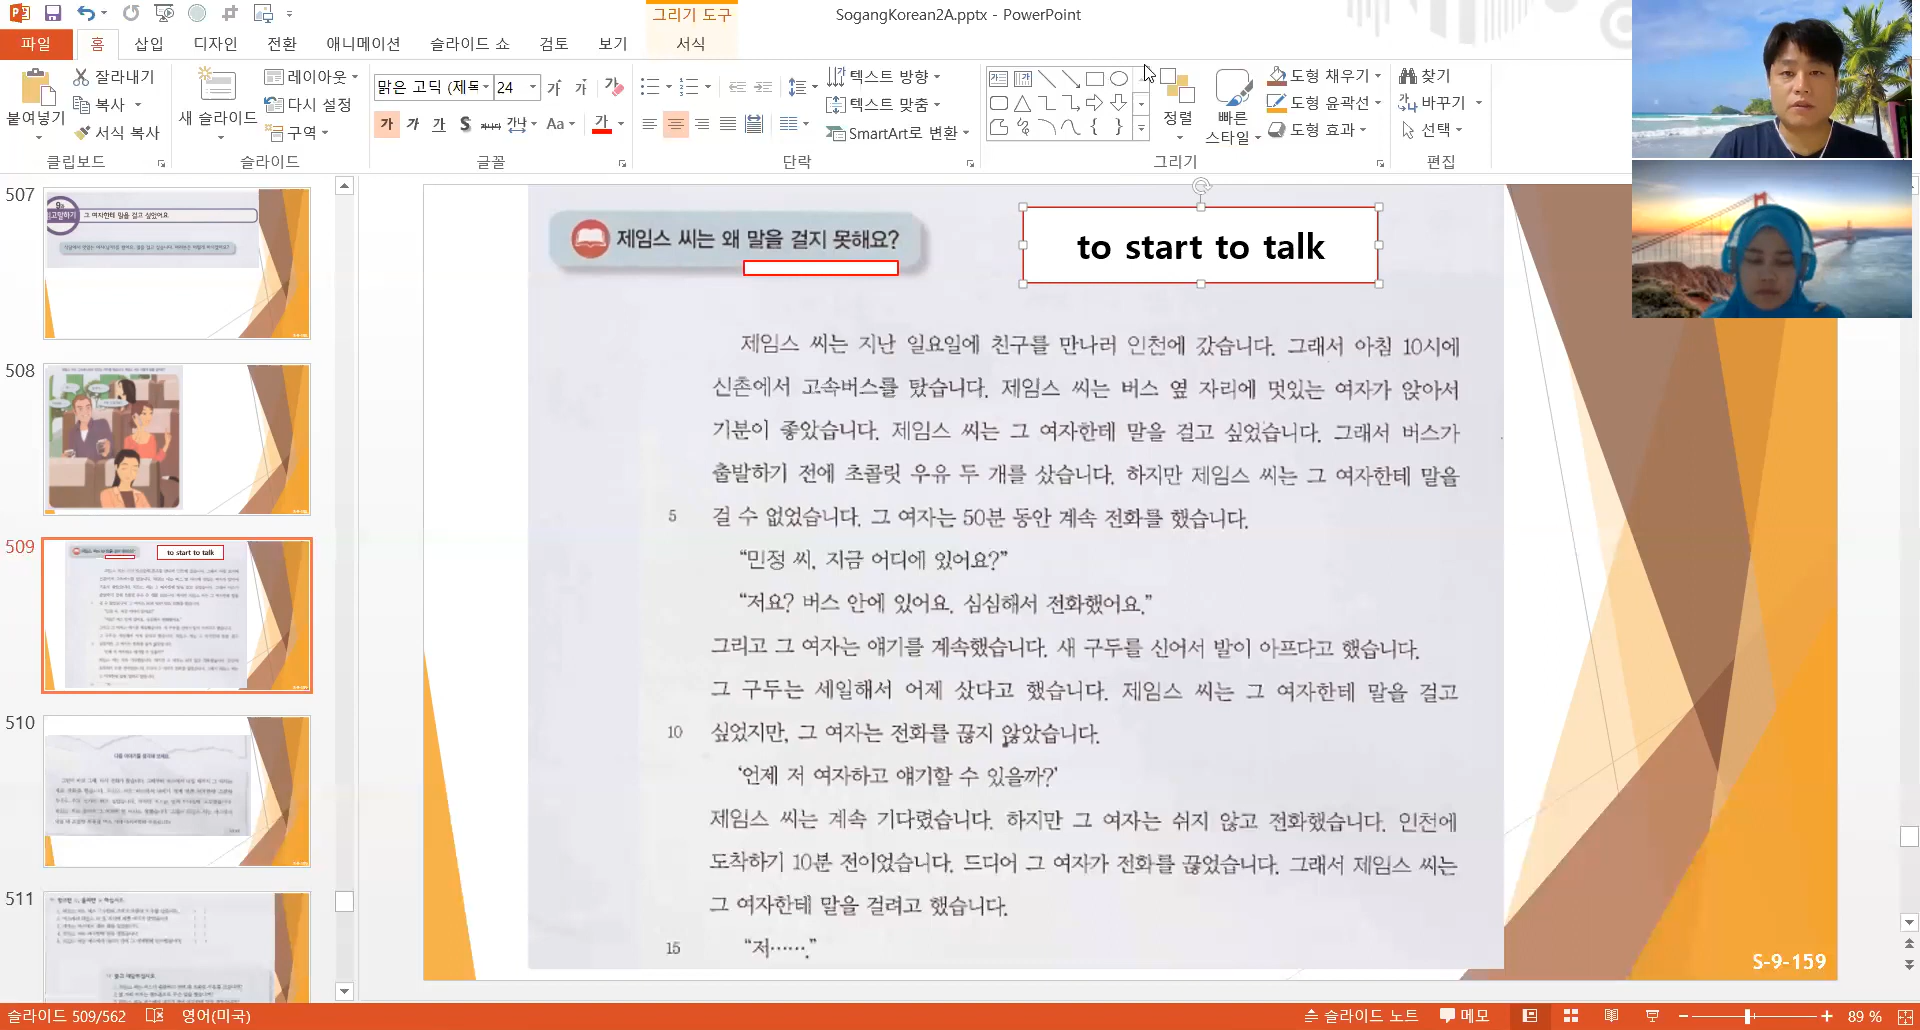 SogangKorean2A.pptx - PowerPoint
그리기 도구
파일 홈 삽입 디자인 전환 애니메이션 슬라이드 쇼 검토 보기 서식
붙여넣기
잘라내기
복사
서식 복사
클립보드
새 슬라이드
레이아웃
다시 설정
구역
슬라이드
맑은 고딕 (제목 24
글꼴
텍스트 방향
텍스트 맞춤
SmartArt로 변환
단락
정렬
빠른 스타일
도형 채우기
도형 윤곽선
도형 효과
그리기
찾기
바꾸기
선택
편집
507
그 여자한테 말을 걸고 싶었어요
508
509
to start to talk
510
511
제임스 씨는 왜 말을 걸지 못해요?
to start to talk
제임스 씨는 지난 일요일에 친구를 만나러 인천에 갔습니다. 그래서 아침 10시에
신촌에서 고속버스를 탔습니다. 제임스 씨는 버스 옆 자리에 멋있는 여자가 앉아서
기분이 좋았습니다. 제임스 씨는 그 여자한테 말을 걸고 싶었습니다. 그래서 버스가
출발하기 전에 초콜릿 우유 두 개를 샀습니다. 하지만 제임스 씨는 그 여자한테 말을
5 걸 수 없었습니다. 그 여자는 50분 동안 계속 전화를 했습니다.
“민정 씨, 지금 어디에 있어요?”
“저요? 버스 안에 있어요. 심심해서 전화했어요.”
그리고 그 여자는 얘기를 계속했습니다. 새 구두를 신어서 발이 아프다고 했습니다.
그 구두는 세일해서 어제 샀다고 했습니다. 제임스 씨는 그 여자한테 말을 걸고
10 싶었지만, 그 여자는 전화를 끊지 않았습니다.
‘언제 저 여자하고 얘기할 수 있을까?’
제임스 씨는 계속 기다렸습니다. 하지만 그 여자는 쉬지 않고 전화했습니다. 인천에
도착하기 10분 전이었습니다. 드디어 그 여자가 전화를 끊었습니다. 그래서 제임스 씨는
그 여자한테 말을 걸려고 했습니다.
15 “저…….”
S-9-159
슬라이드 509/562 영어(미국) 슬라이드 노트 메모 89 %